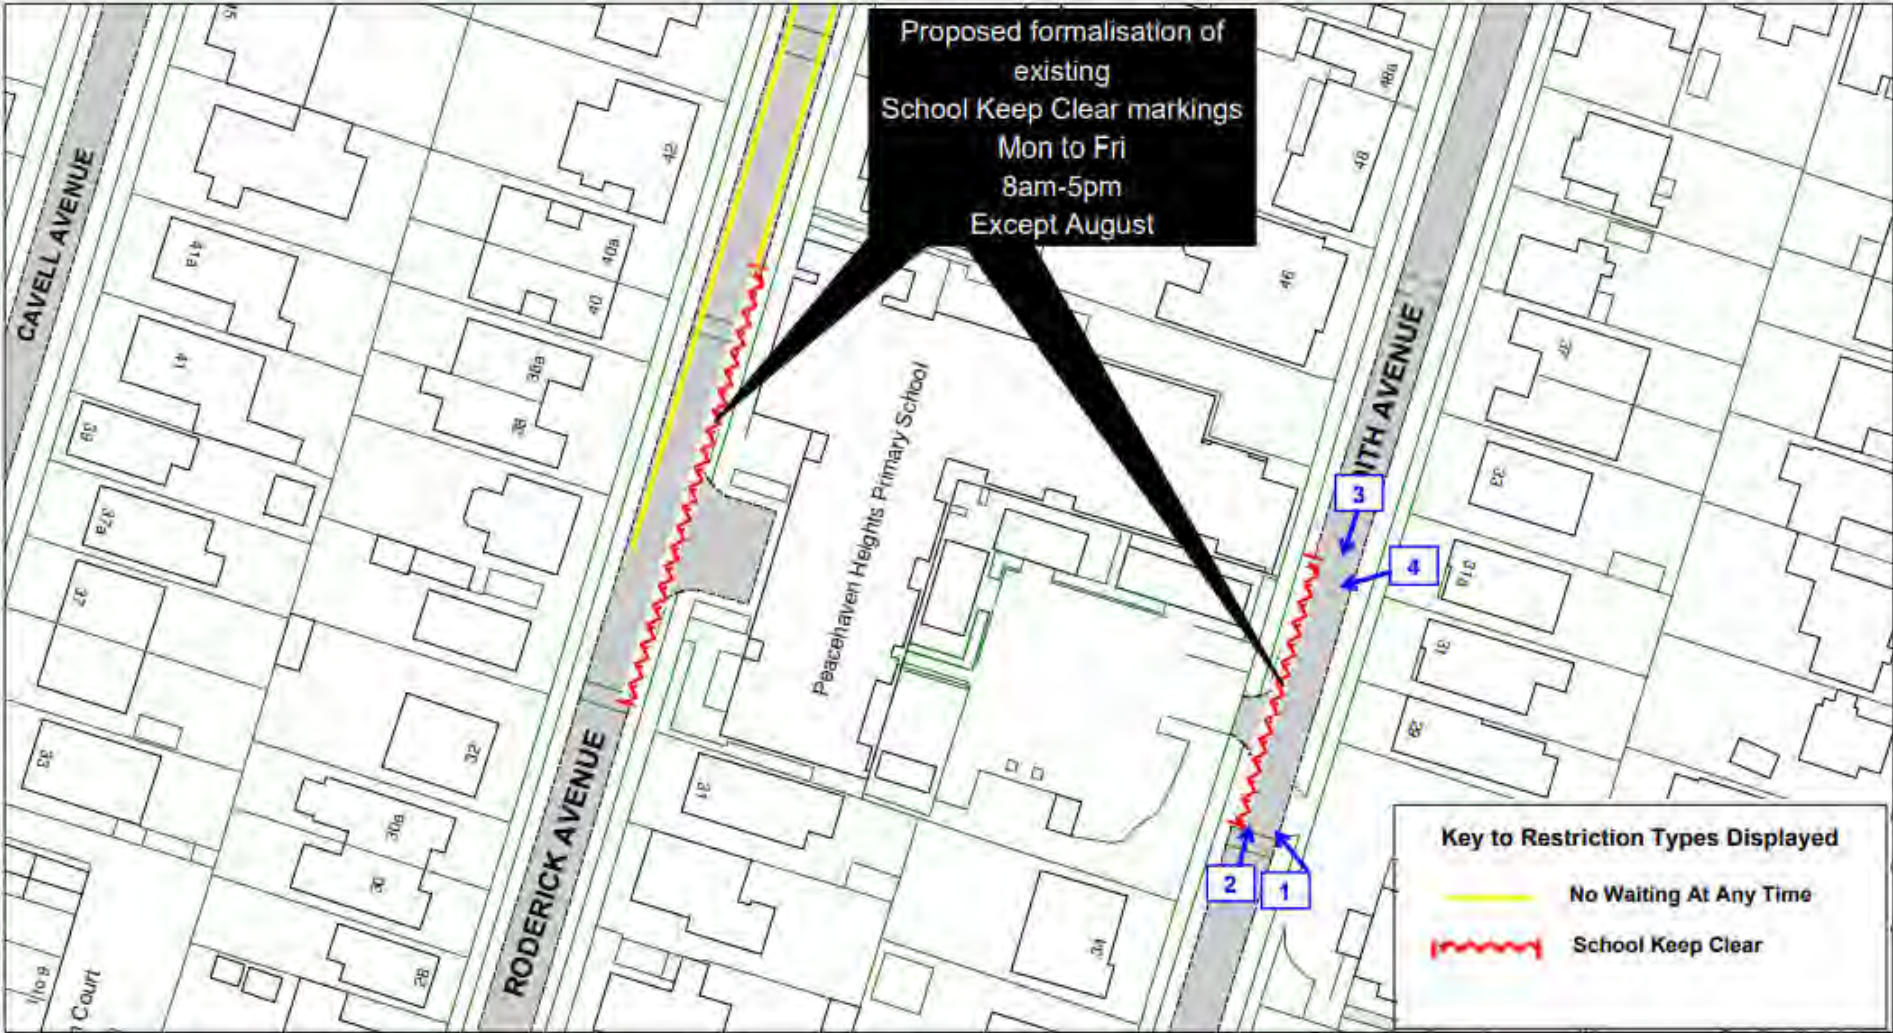 Proposed formalisation of
existing
School Keep Clear markings
Mon to Fri
8am-5pm
Except August
CAVELL AVENUE
RODERICK AVENUE
ITH AVENUE
Peacehaven Heights Primary School
Court
42
40a
40
38a
38
41a
41
39
37a
37
33
32
30a
30
28
31
34
48a
48
46
37
33
31a
31
29
3
4
2
1
Key to Restriction Types Displayed
No Waiting At Any Time
School Keep Clear